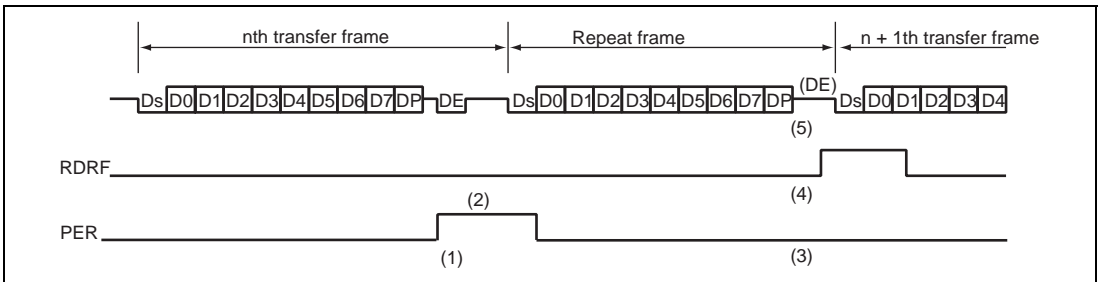 nth transfer frame Repeat frame n + 1th transfer frame
Ds D0 D1 D2 D3 D4 D5 D6 D7 DP DE Ds D0 D1 D2 D3 D4 D5 D6 D7 DP (DE) Ds D0 D1 D2 D3 D4
(5)
RDRF
(4)
(2)
PER
(1) (3)